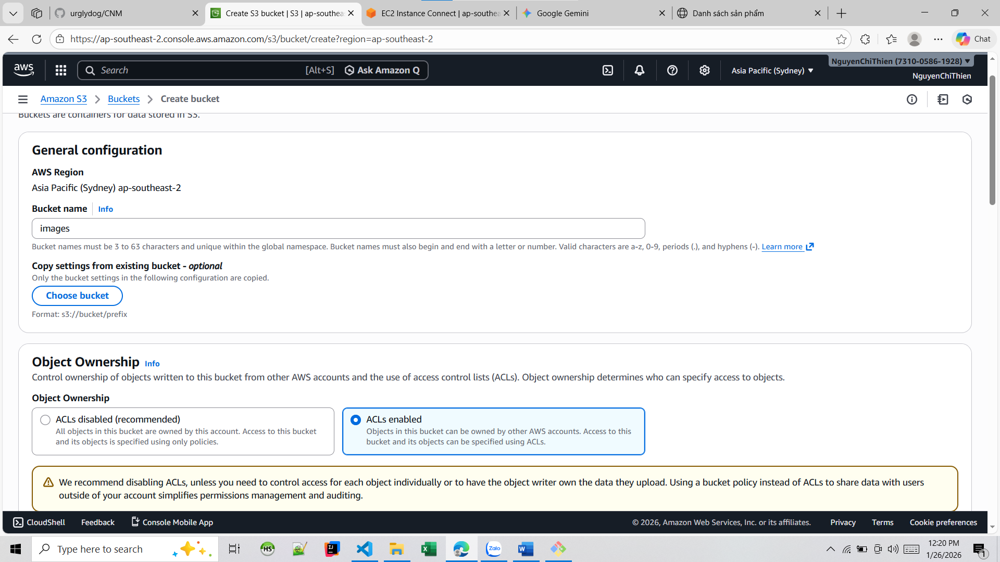 urglydog/CNM
Create S3 bucket | S3 | ap-southea
EC2 Instance Connect | ap-southea
Google Gemini
Danh sách sản phẩm
https://ap-southeast-2.console.aws.amazon.com/s3/bucket/create?region=ap-southeast-2
Chat
aws
Search
[Alt+S]
Ask Amazon Q
Asia Pacific (Sydney)
NguyenChiThien (7310-0586-1928)
NguyenChiThien
Amazon S3
Buckets
Create bucket
Buckets are containers for data stored in S3.
General configuration
AWS Region
Asia Pacific (Sydney) ap-southeast-2
Bucket name
Info
images
Bucket names must be 3 to 63 characters and unique within the global namespace. Bucket names must also begin and end with a letter or number. Valid characters are a-z, 0-9, periods (.), and hyphens (-). Learn more
Copy settings from existing bucket - optional
Only the bucket settings in the following configuration are copied.
Choose bucket
Format: s3://bucket/prefix
Object Ownership Info
Control ownership of objects written to this bucket from other AWS accounts and the use of access control lists (ACLs). Object ownership determines who can specify access to objects.
Object Ownership
ACLs disabled (recommended)
All objects in this bucket are owned by this account. Access to this bucket
and its objects is specified using only policies.
ACLs enabled
Objects in this bucket can be owned by other AWS accounts. Access to this
bucket and its objects can be specified using ACLs.
We recommend disabling ACLs, unless you need to control access for each object individually or to have the object writer own the data they upload. Using a bucket policy instead of ACLs to share data with users
outside of your account simplifies permissions management and auditing.
CloudShell
Feedback
Console Mobile App
© 2026, Amazon Web Services, Inc. or its affiliates.
Privacy
Terms
Cookie preferences
Type here to search
HS
IJ
X
Zalo
W
12:20 PM
1/26/2026
1